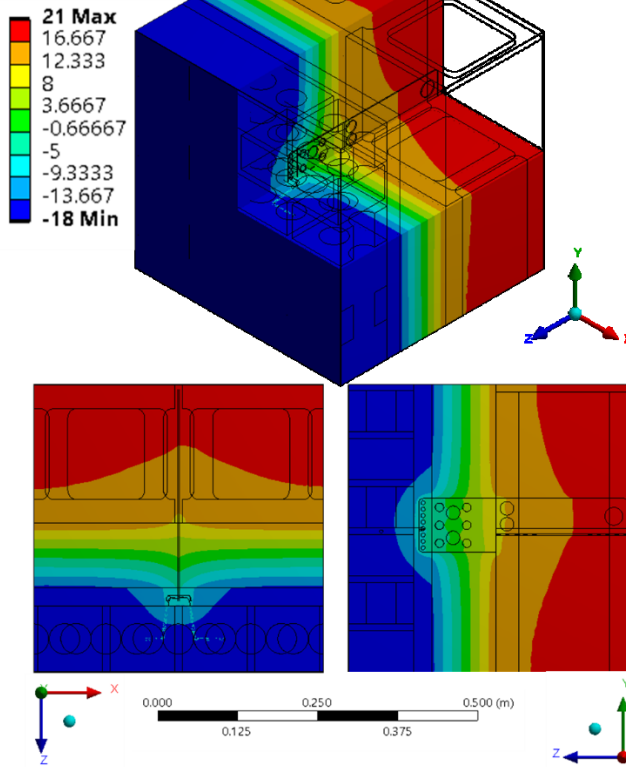 21 Max
16.667
12.333
8
3.6667
-0.66667
-5
-9.3333
-13.667
-18 Min
Y
Z
X
Z
0.000
0.125
0.250
0.375
0.500 (m)
Y
Z